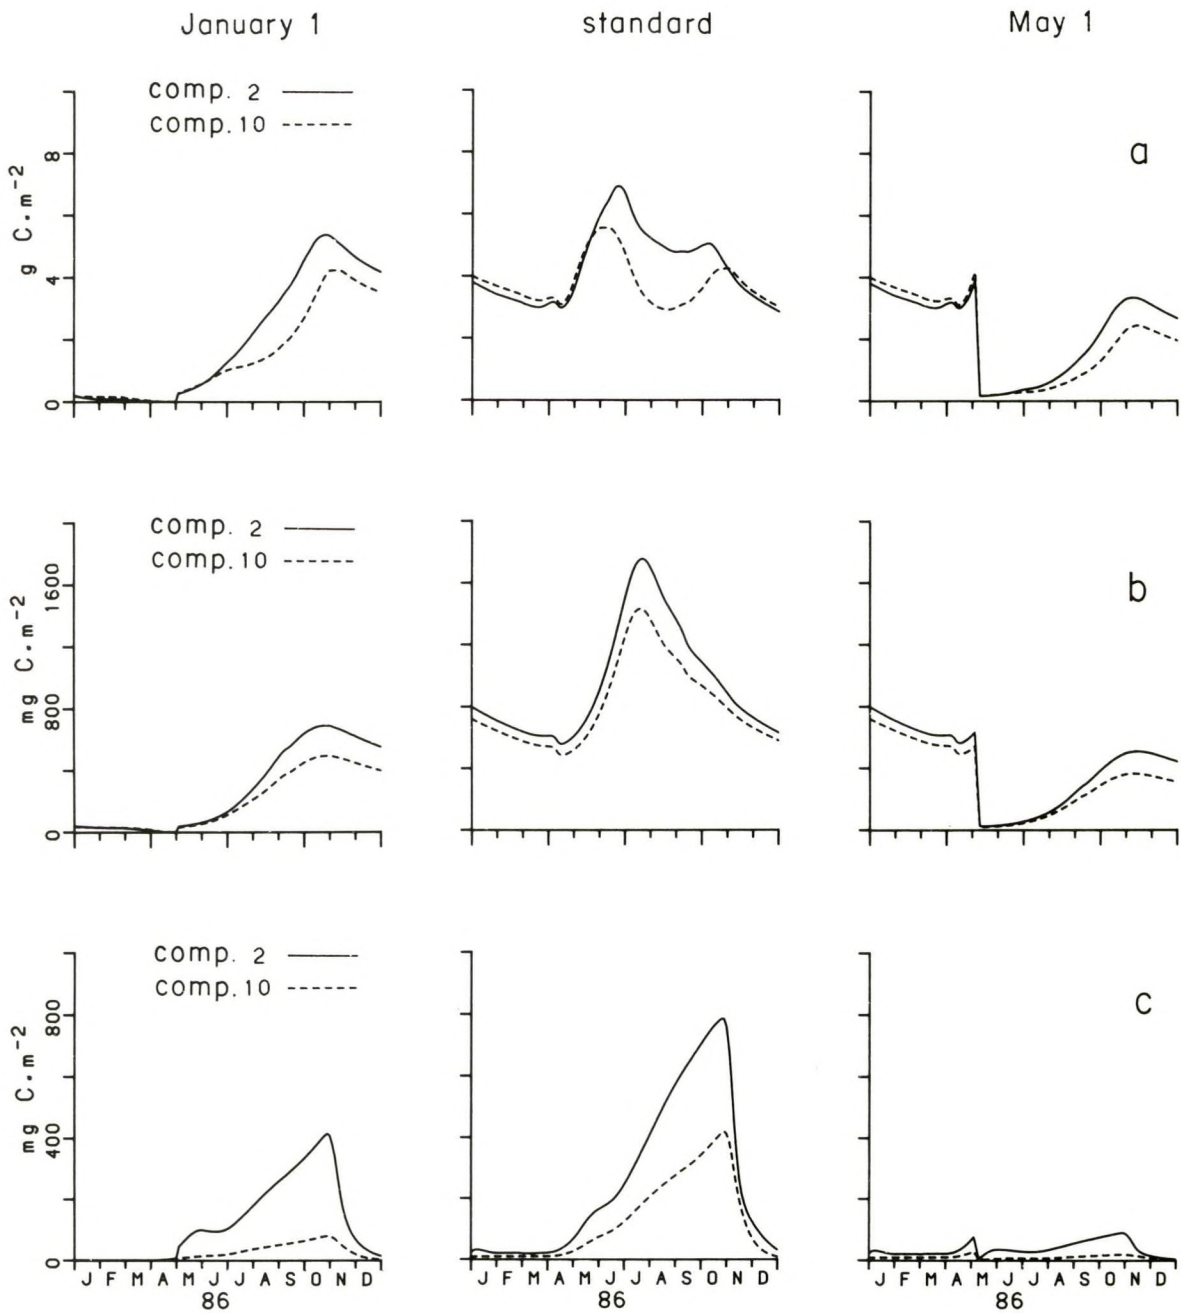 January 1
standard
May 1
comp. 2
comp. 10
a
g C.m-2
8
4
0
comp. 2
comp. 10
b
mg C.m-2
1600
800
0
comp. 2
comp. 10
c
mg C.m-2
800
400
0
J F M A M J J A S O N D
86
J F M A M J J A S O N D
86
J F M A M J J A S O N D
86